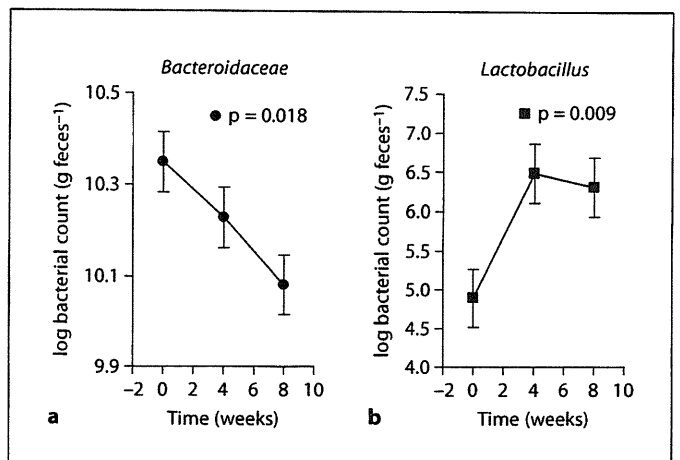 Bacteroidaceae
p = 0.018
log bacterial count (g feces⁻¹)
10.5
10.3
10.1
9.9
−2 0 2 4 6 8 10
Time (weeks)
a
Lactobacillus
p = 0.009
log bacterial count (g feces⁻¹)
7.5
7.0
6.5
6.0
5.5
5.0
4.5
4.0
−2 0 2 4 6 8 10
Time (weeks)
b